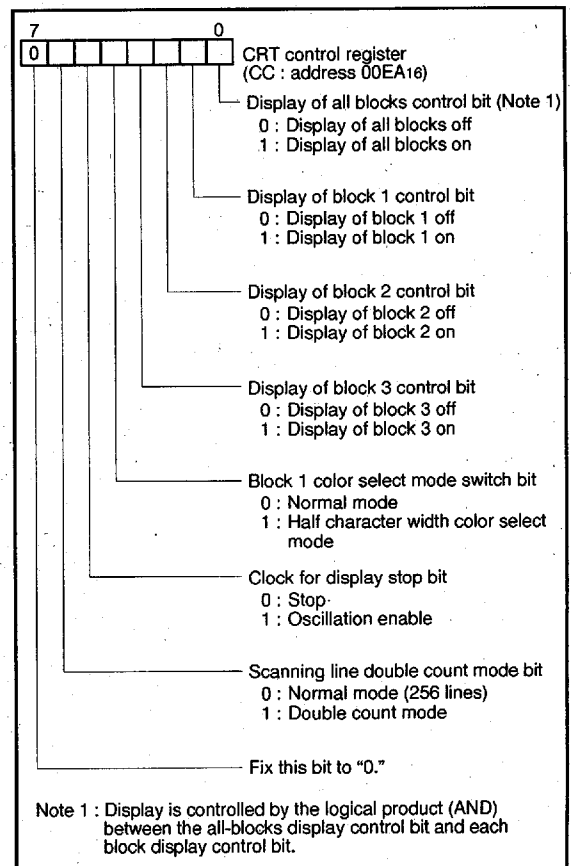 7 0
0
CRT control register
(CC : address 00EA16)
Display of all blocks control bit (Note 1)
0 : Display of all blocks off
1 : Display of all blocks on
Display of block 1 control bit
0 : Display of block 1 off
1 : Display of block 1 on
Display of block 2 control bit
0 : Display of block 2 off
1 : Display of block 2 on
Display of block 3 control bit
0 : Display of block 3 off
1 : Display of block 3 on
Block 1 color select mode switch bit
0 : Normal mode
1 : Half character width color select
mode
Clock for display stop bit
0 : Stop
1 : Oscillation enable
Scanning line double count mode bit
0 : Normal mode (256 lines)
1 : Double count mode
Fix this bit to “0.”
Note 1 : Display is controlled by the logical product (AND)
between the all-blocks display control bit and each
block display control bit.